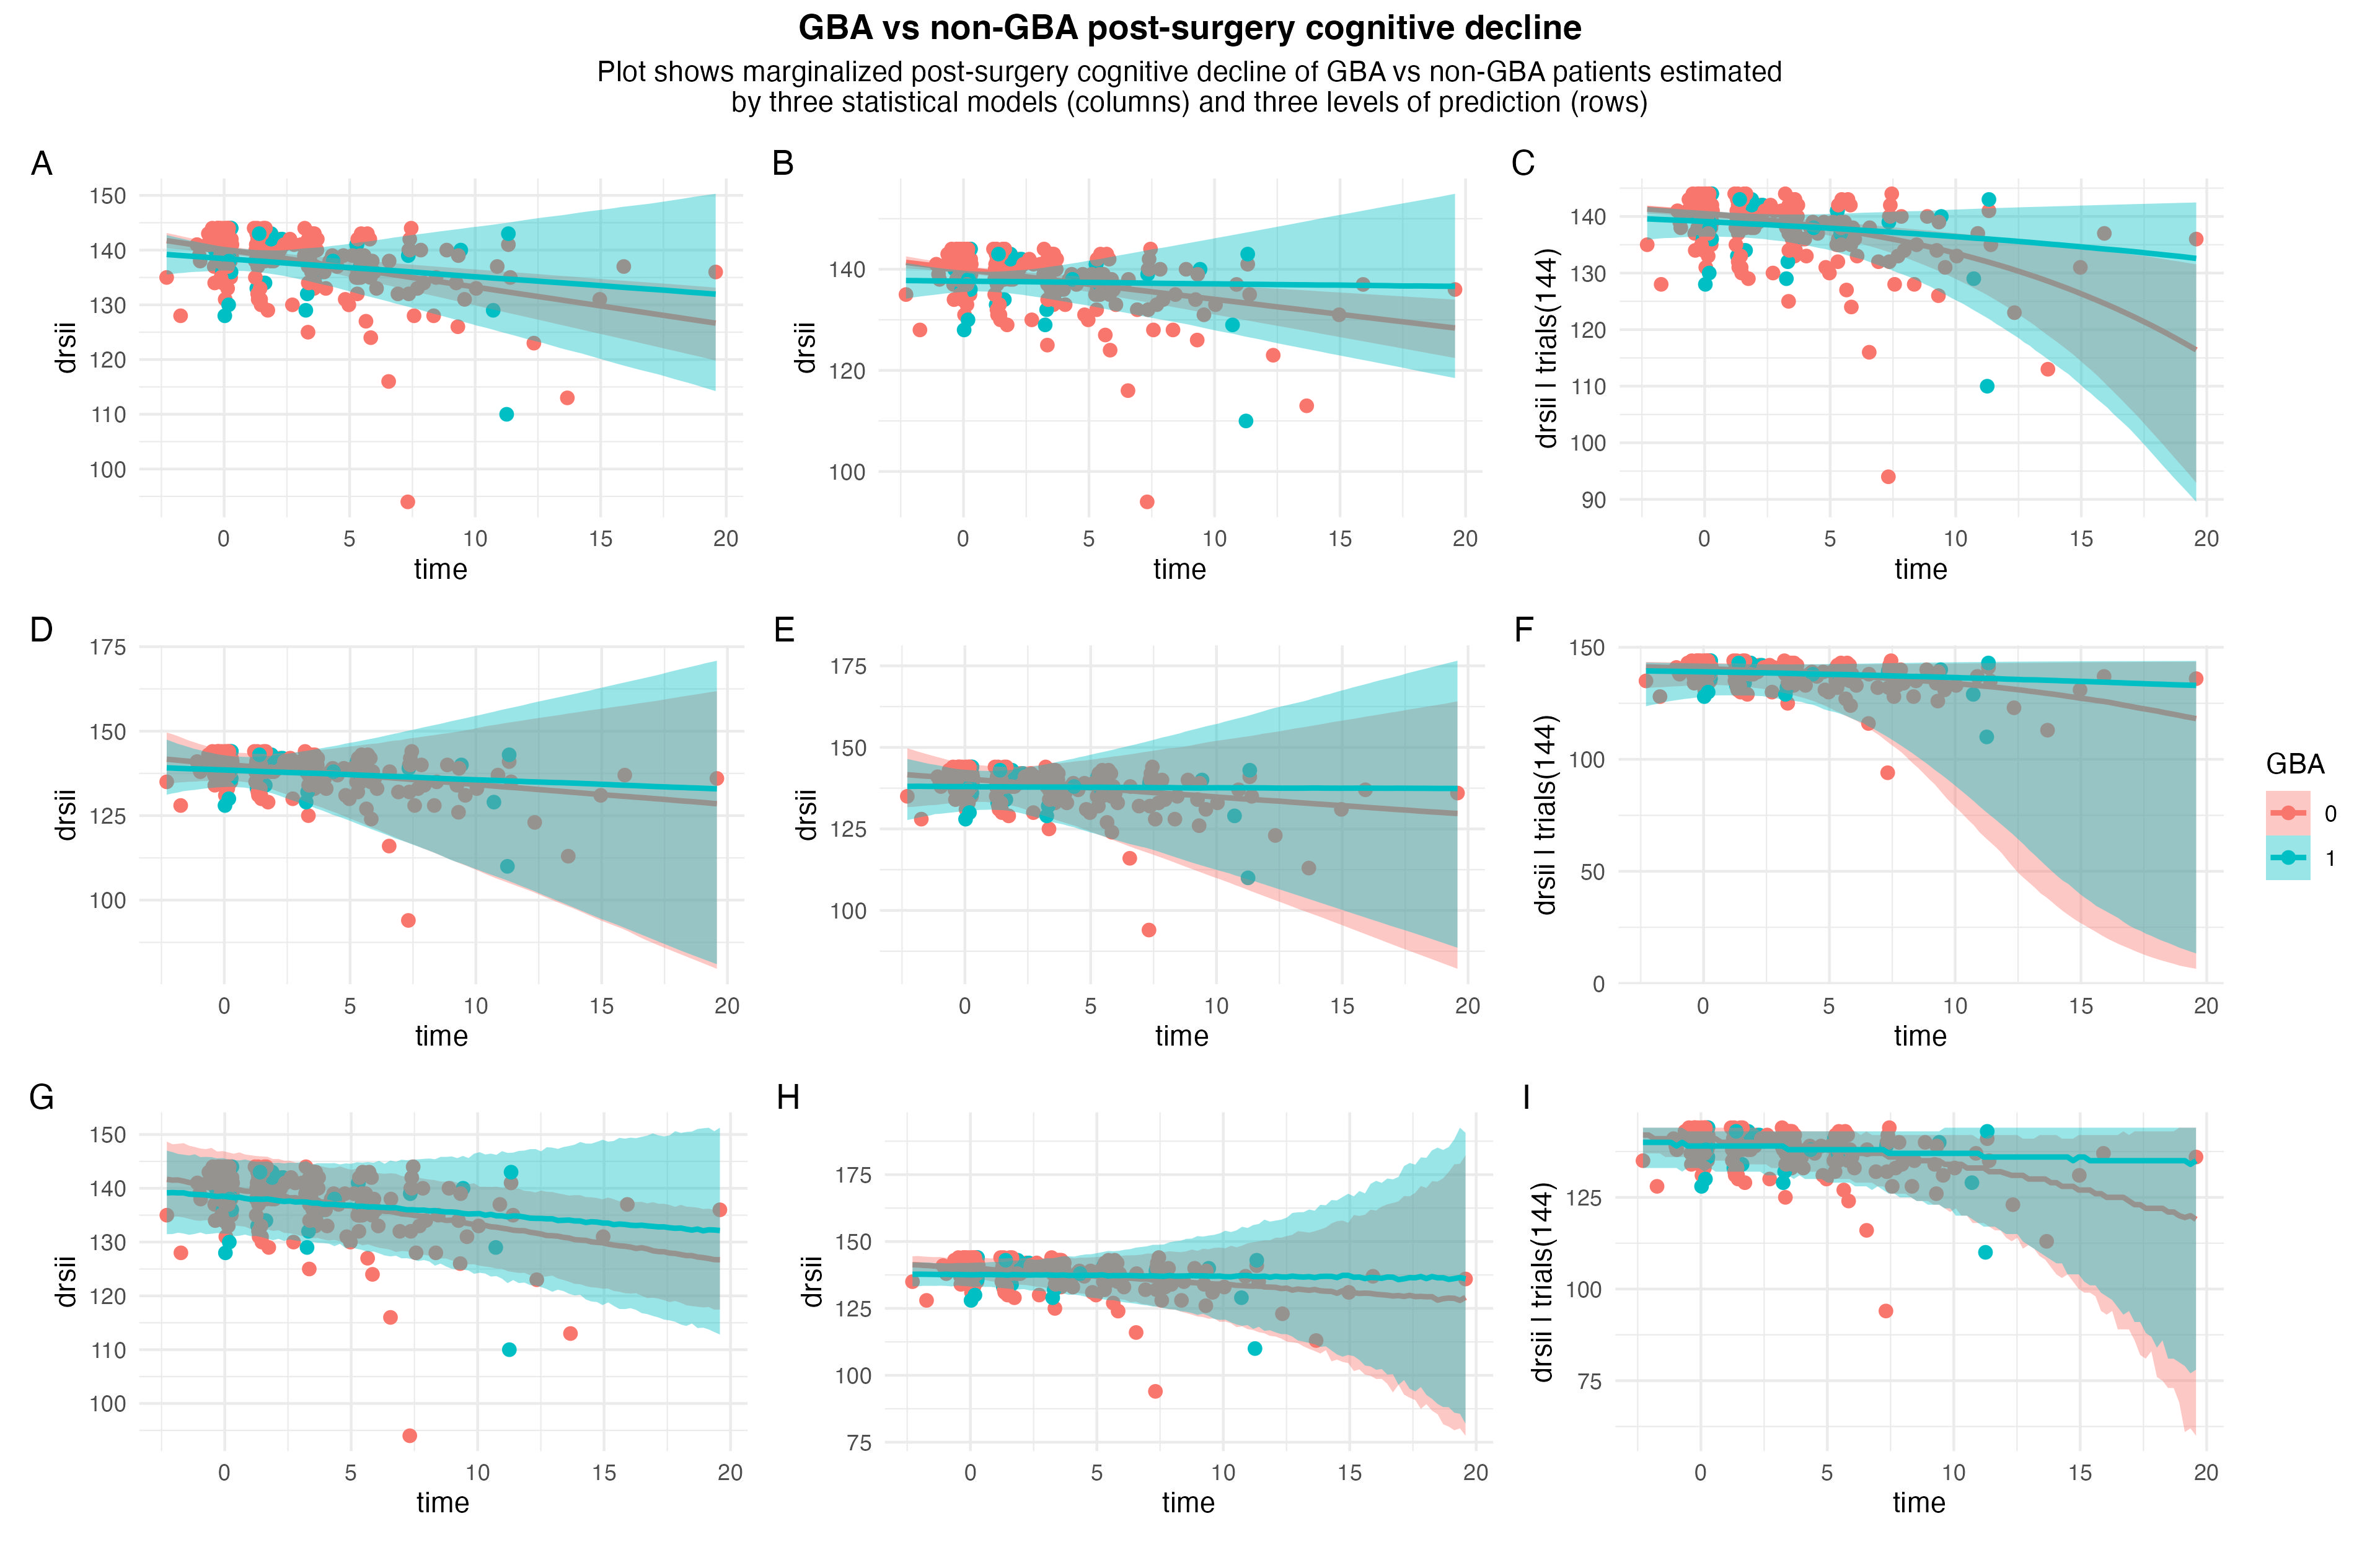 GBA vs non-GBA post-surgery cognitive decline
Plot shows marginalized post-surgery cognitive decline of GBA vs non-GBA patients estimated
by three statistical models (columns) and three levels of prediction (rows)
A
150
140
130
120
110
100
drsii
0 5 10 15 20
time
B
140
120
100
drsii
0 5 10 15 20
time
C
140
130
120
110
100
90
drsii I trials(144)
0 5 10 15 20
time
D
175
150
125
100
drsii
0 5 10 15 20
time
E
175
150
125
100
drsii
0 5 10 15 20
time
F
150
100
50
0
drsii I trials(144)
0 5 10 15 20
time
GBA
0
1
G
150
140
130
120
110
100
drsii
0 5 10 15 20
time
H
175
150
125
100
75
drsii
0 5 10 15 20
time
I
125
100
75
drsii I trials(144)
0 5 10 15 20
time